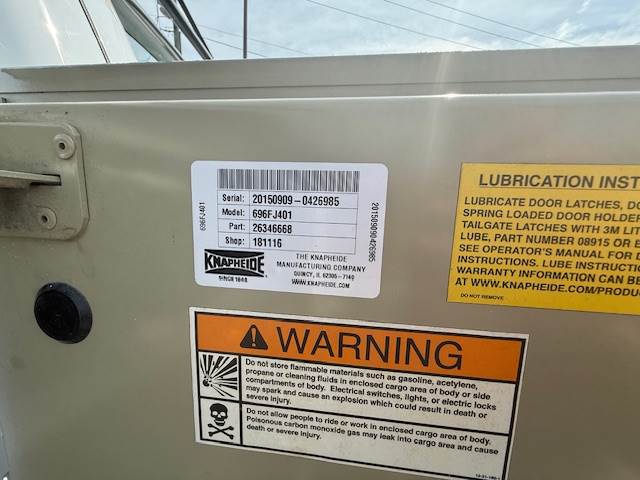 Serial: 20150909-0426985
Model: 696FJ401
Part: 26346668
Shop: 181116
696FJ401
201509090426985
KNAPHEIDE
SINCE 1848
THE KNAPHEIDE
MANUFACTURING COMPANY
QUINCY, IL 62305-7140
WWW.KNAPHEIDE.COM
LUBRICATION INST
LUBRICATE DOOR LATCHES, DO
SPRING LOADED DOOR HOLDE
TAILGATE LATCHES WITH 3M LIT
LUBE, PART NUMBER 08915 OR E
SEE OPERATOR'S MANUAL FOR D
INSTRUCTIONS. LUBE INSTRUCTIO
WARRANTY INFORMATION CAN BE
AT WWW.KNAPHEIDE.COM/PRODU
DO NOT REMOVE
WARNING
Do not store flammable materials such as gasoline, acetylene,
propane or cleaning fluids in enclosed cargo area of body or side
compartments of body. Electrical switches, lights, or electric locks
may spark and cause an explosion which could result in death or
severe injury.
Do not allow people to ride or work in enclosed cargo area of body.
Poisonous carbon monoxide gas may leak into cargo area and cause
death or severe injury.